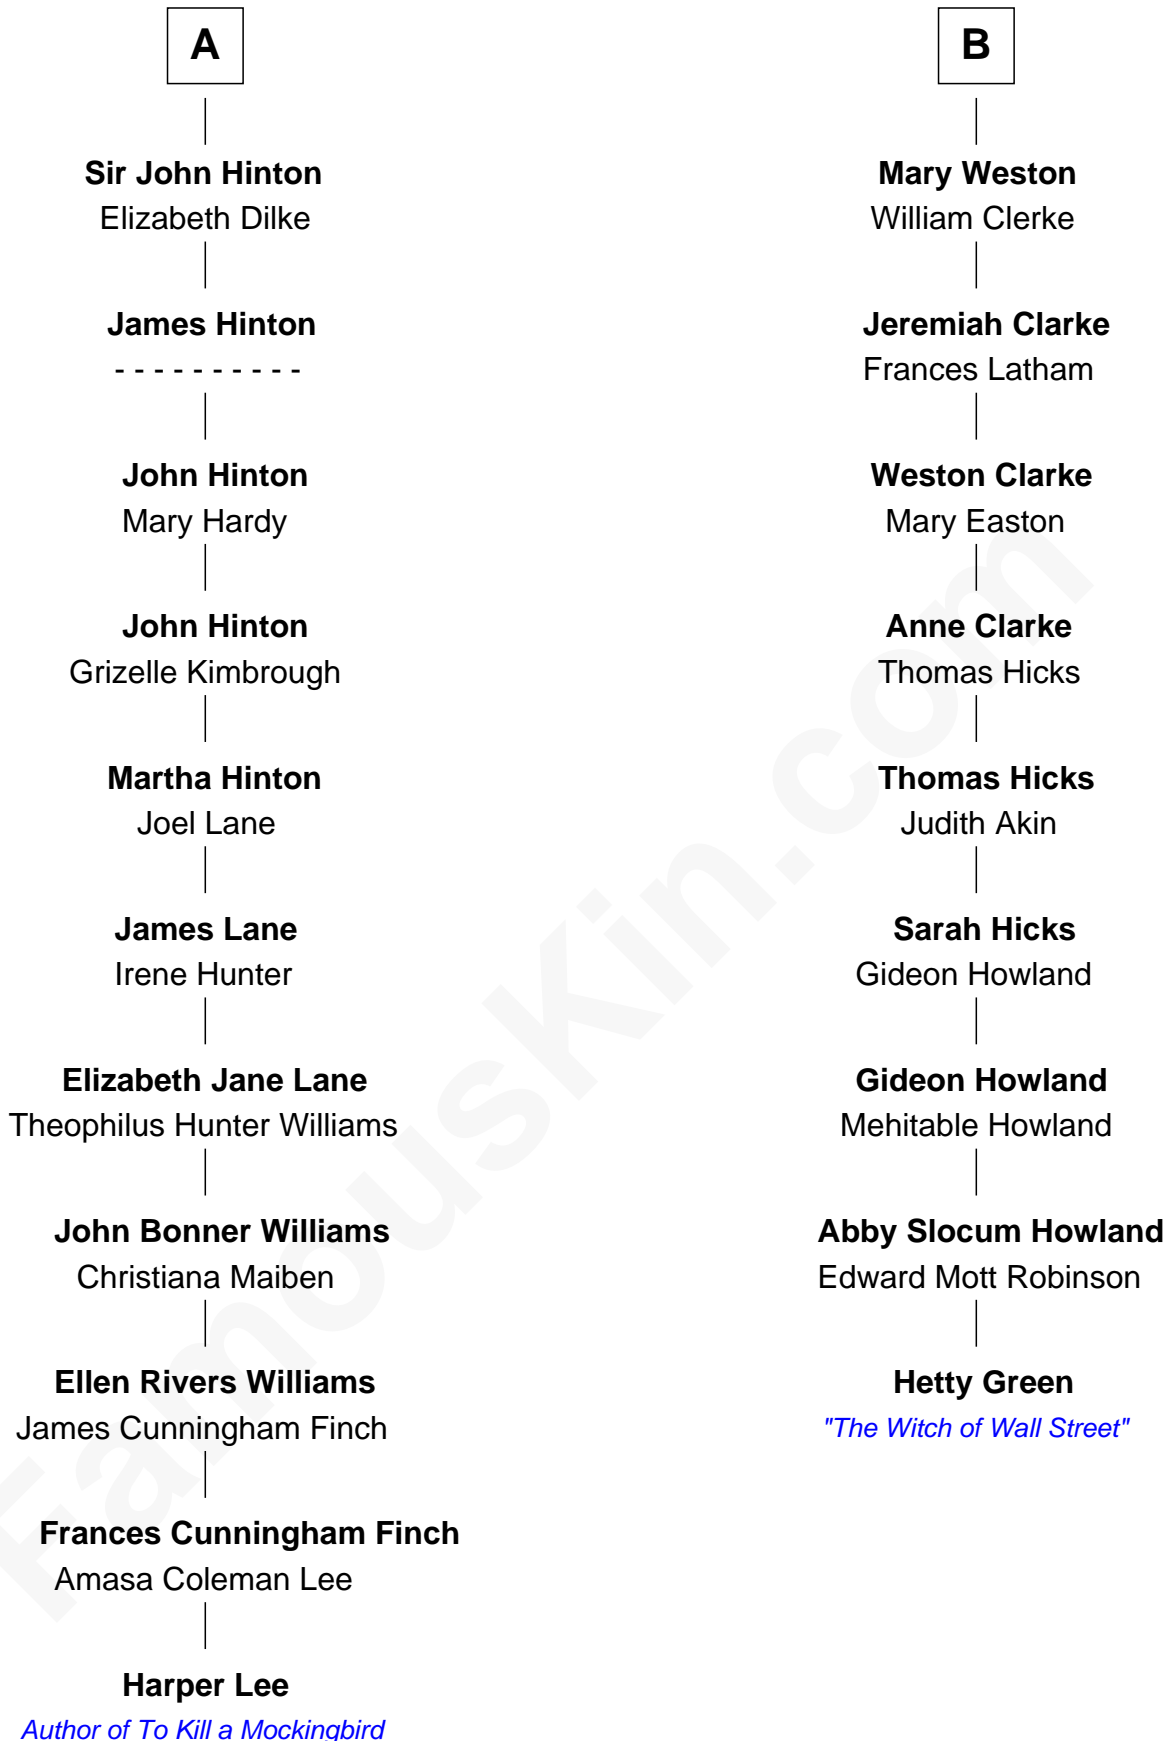 A
Sir John Hinton
Elizabeth Dilke
James Hinton
- - - - - - - - - -
John Hinton
Mary Hardy
John Hinton
Grizelle Kimbrough
Martha Hinton
Joel Lane
James Lane
Irene Hunter
Elizabeth Jane Lane
Theophilus Hunter Williams
John Bonner Williams
Christiana Maiben
Ellen Rivers Williams
James Cunningham Finch
Frances Cunningham Finch
Amasa Coleman Lee
Harper Lee
Author of To Kill a Mockingbird
B
Mary Weston
William Clerke
Jeremiah Clarke
Frances Latham
Weston Clarke
Mary Easton
Anne Clarke
Thomas Hicks
Thomas Hicks
Judith Akin
Sarah Hicks
Gideon Howland
Gideon Howland
Mehitable Howland
Abby Slocum Howland
Edward Mott Robinson
Hetty Green
"The Witch of Wall Street"
FamousKin.com